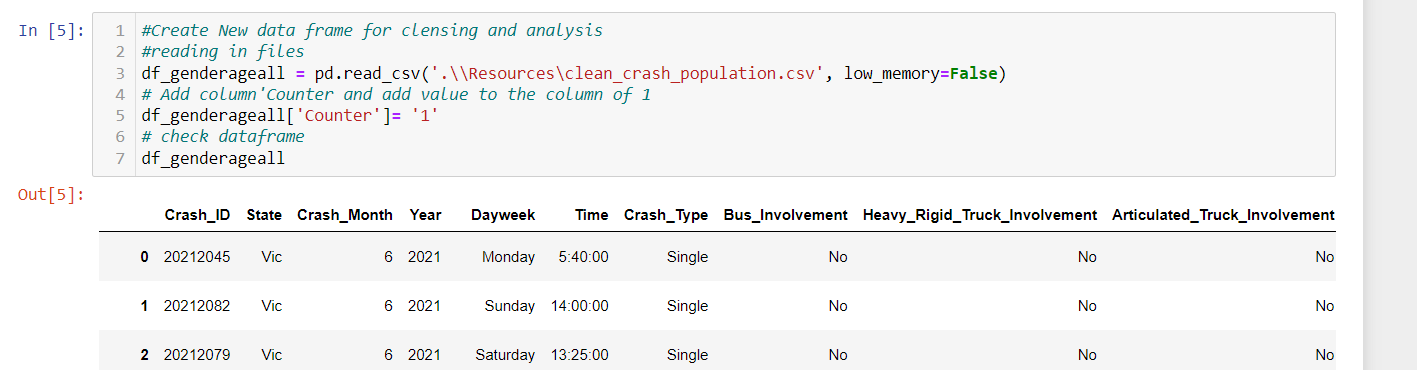 In [5]:
1 #Create New data frame for clensing and analysis
2 #reading in files
3 df_genderageall = pd.read_csv('.\\Resources\clean_crash_population.csv', low_memory=False)
4 # Add column'Counter and add value to the column of 1
5 df_genderageall['Counter']= '1'
6 # check dataframe
7 df_genderageall
Out[5]:
Crash_ID State Crash_Month Year Dayweek Time Crash_Type Bus_Involvement Heavy_Rigid_Truck_Involvement Articulated_Truck_Involvement
0 20212045 Vic 6 2021 Monday 5:40:00 Single No No No
1 20212082 Vic 6 2021 Sunday 14:00:00 Single No No No
2 20212079 Vic 6 2021 Saturday 13:25:00 Single No No No